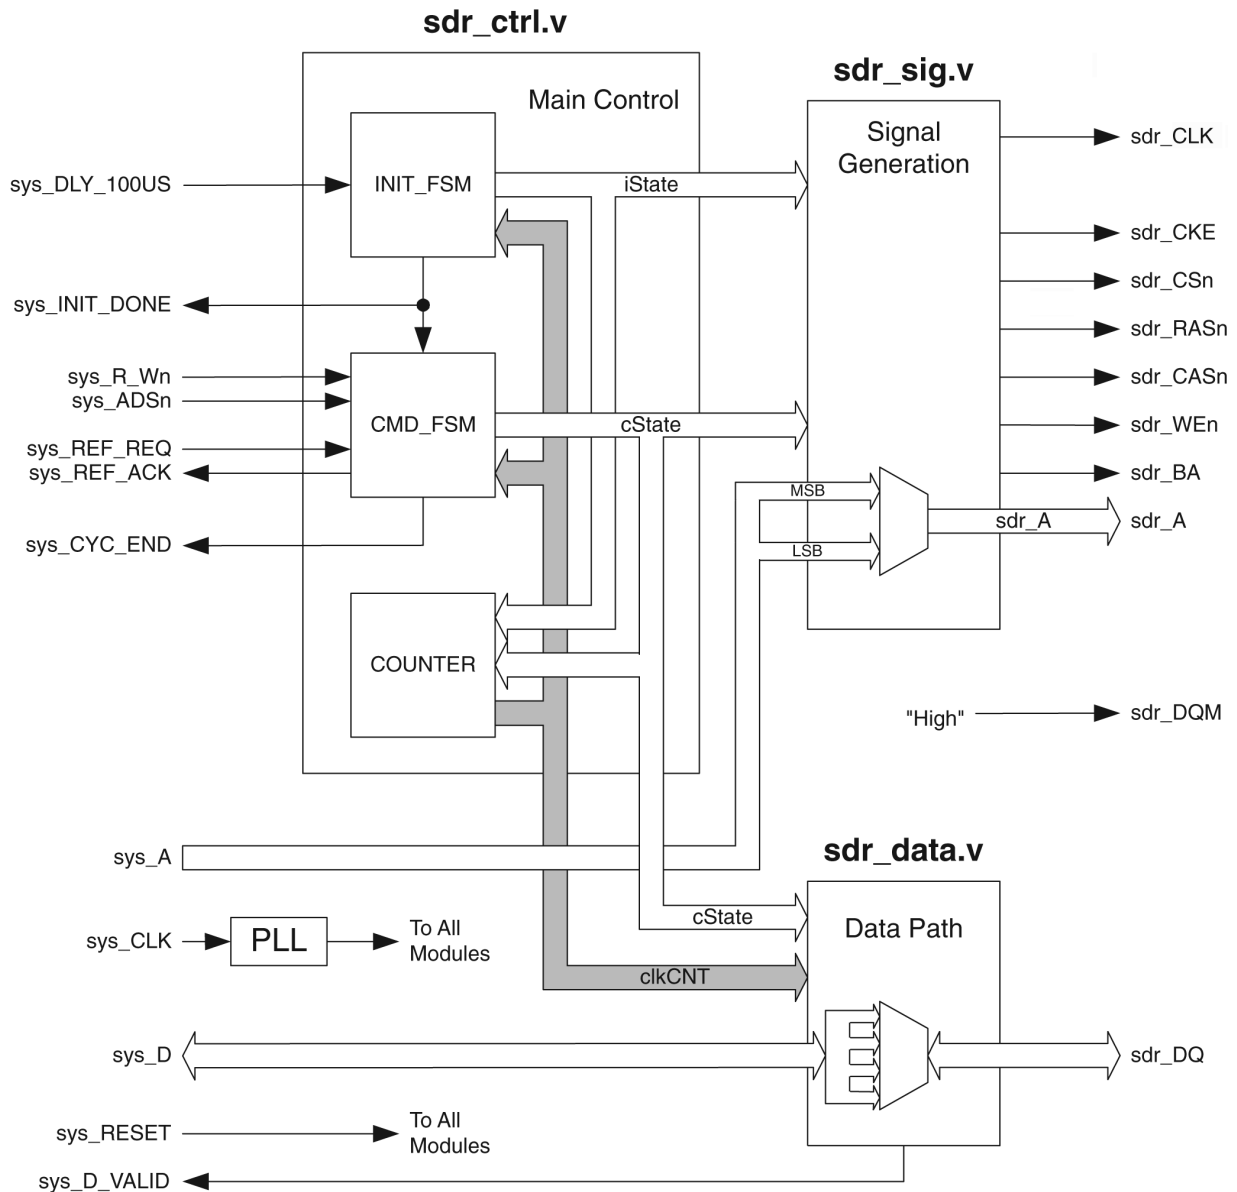 sdr_ctrl.v
sdr_sig.v
Main Control
Signal
Generation
sdr_CLK
sys_DLY_100US
INIT_FSM
iState
sdr_CKE
sdr_CSn
sys_INIT_DONE
sdr_RASn
sys_R_Wn
sdr_CASn
sys_ADSn
CMD_FSM
cState
sdr_WEn
sys_REF_REQ
sys_REF_ACK
sdr_BA
MSB
sdr_A
sdr_A
sys_CYC_END
LSB
COUNTER
"High"
sdr_DQM
sys_A
sdr_data.v
cState
Data Path
sys_CLK
PLL
To All
Modules
clkCNT
sys_D
sdr_DQ
sys_RESET
To All
Modules
sys_D_VALID